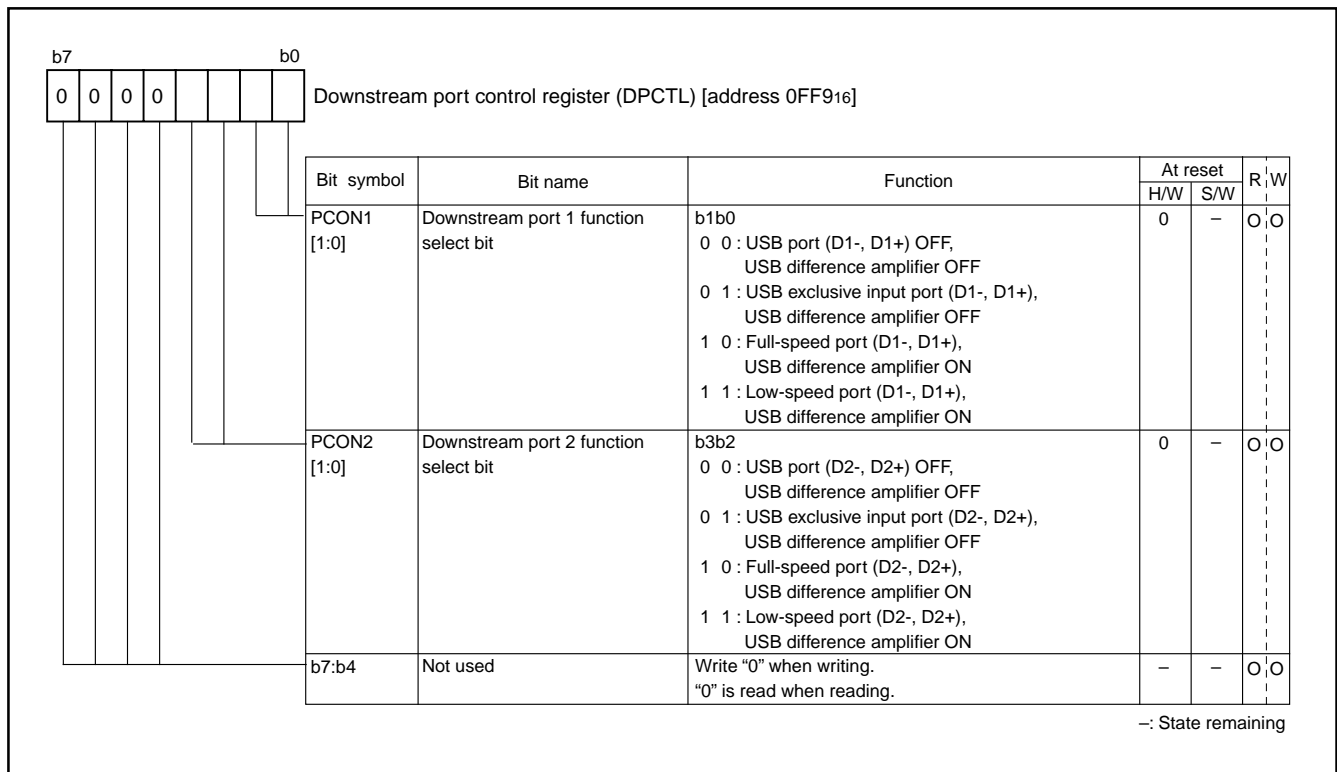 b7 b0
0 0 0 0 Downstream port control register (DPCTL) [address 0FF916]
Bit symbol Bit name Function At reset R W
H/W S/W
PCON1 Downstream port 1 function b1b0 0 – O O
[1:0] select bit 0 0 : USB port (D1-, D1+) OFF,
USB difference amplifier OFF
0 1 : USB exclusive input port (D1-, D1+),
USB difference amplifier OFF
1 0 : Full-speed port (D1-, D1+),
USB difference amplifier ON
1 1 : Low-speed port (D1-, D1+),
USB difference amplifier ON
PCON2 Downstream port 2 function b3b2 0 – O O
[1:0] select bit 0 0 : USB port (D2-, D2+) OFF,
USB difference amplifier OFF
0 1 : USB exclusive input port (D2-, D2+),
USB difference amplifier OFF
1 0 : Full-speed port (D2-, D2+),
USB difference amplifier ON
1 1 : Low-speed port (D2-, D2+),
USB difference amplifier ON
b7:b4 Not used Write “0” when writing. – – O O
“0” is read when reading.
–: State remaining